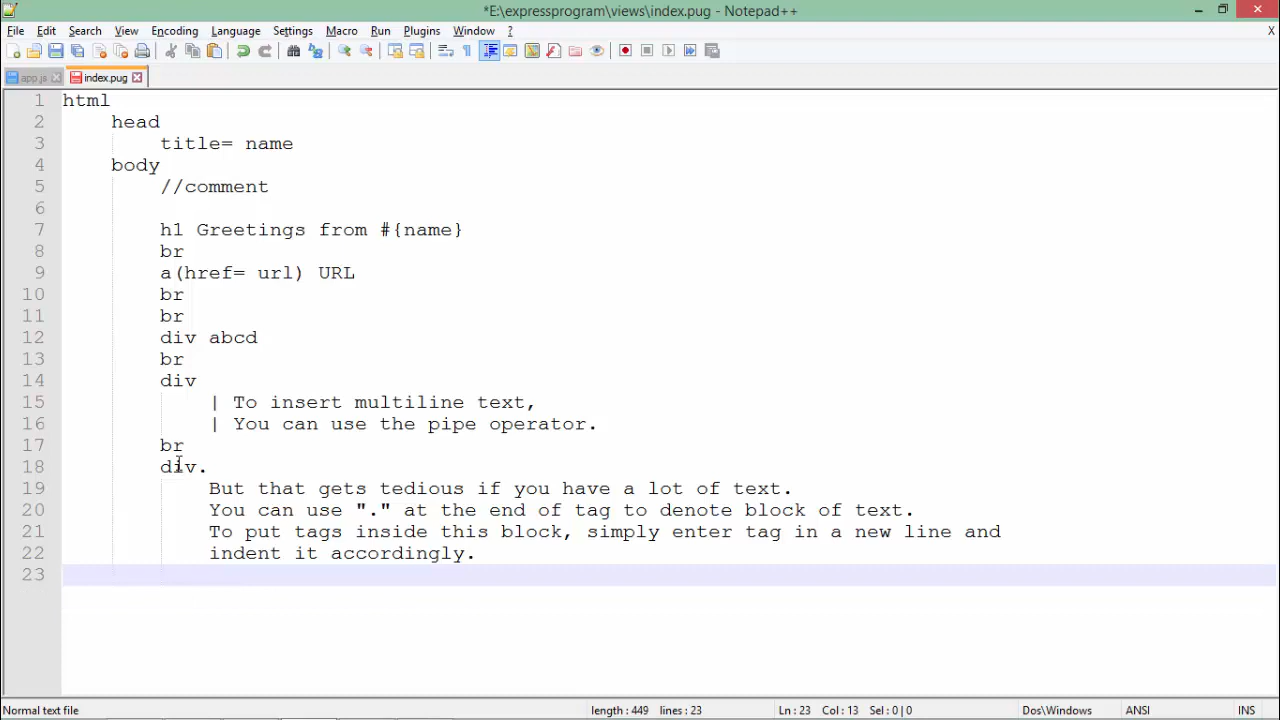 *E:\expressprogram\views\index.pug - Notepad++
File Edit Search View Encoding Language Settings Macro Run Plugins Window ? X
app.js index.pug
1 html
2 head
3 title= name
4 body
5 //comment
6
7 h1 Greetings from #{name}
8 br
9 a(href= url) URL
10 br
11 br
12 div abcd
13 br
14 div
15 | To insert multiline text,
16 | You can use the pipe operator.
17 br
18 div.
19 But that gets tedious if you have a lot of text.
20 You can use "." at the end of tag to denote block of text.
21 To put tags inside this block, simply enter tag in a new line and
22 indent it accordingly.
23
Normal text file length : 449 lines : 23 Ln : 23 Col : 13 Sel : 0 | 0 Dos\Windows ANSI INS